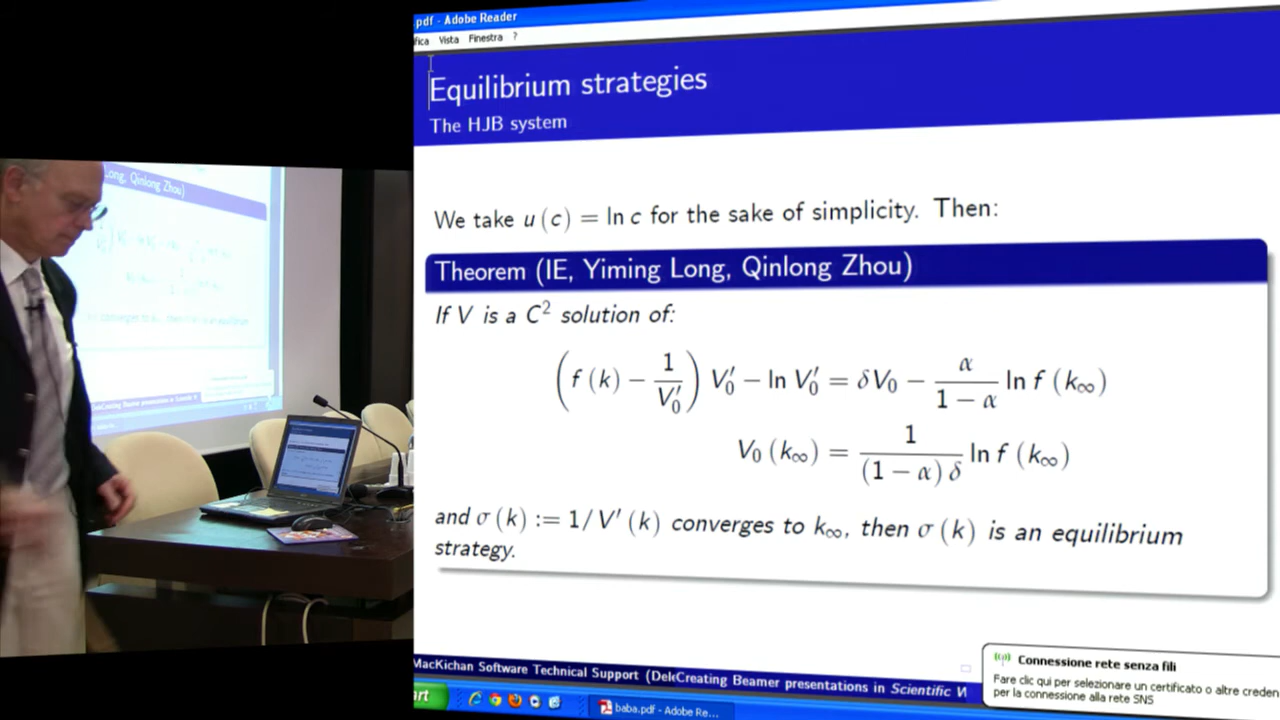 .pdf - Adobe Reader
ifica Vista Finestra ?
Equilibrium strategies
The HJB system
We take u (c) = ln c for the sake of simplicity. Then:
Theorem (IE, Yiming Long, Qinlong Zhou)
If V is a C² solution of:
(f (k) − 1/V′₀) V′₀ − ln V′₀ = δV₀ − α/(1 − α) ln f (k∞)
V₀ (k∞) = 1/((1 − α) δ) ln f (k∞)
and σ (k) := 1/V′ (k) converges to k∞, then σ (k) is an equilibrium
strategy.
MacKichan Software Technical Support (DekCreating Beamer presentations in Scientific W
Connessione rete senza fili
Fare clic qui per selezionare un certificato o altre creden
per la connessione alla rete SNS
art
baba.pdf - Adobe Re...
Long, Qinlong Zhou)